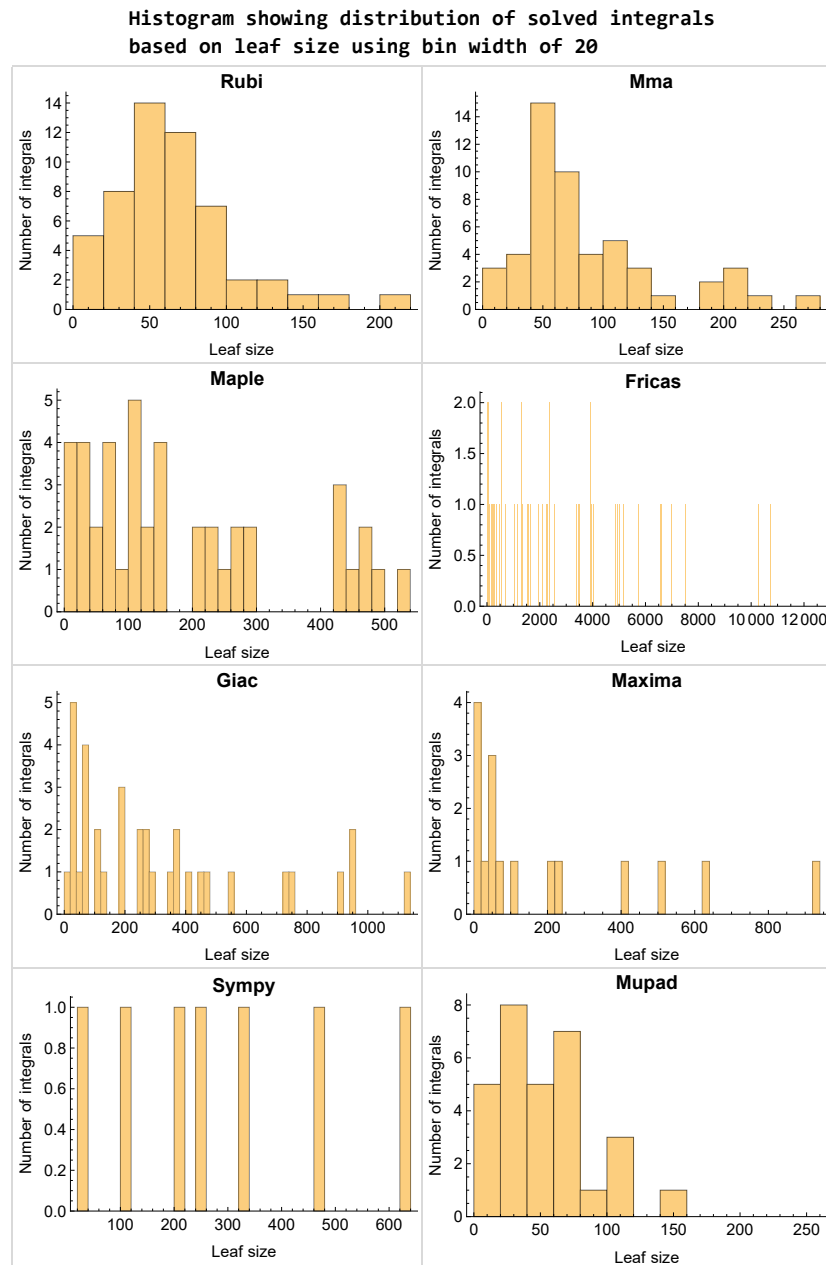 Histogram showing distribution of solved integrals
based on leaf size using bin width of 20
Rubi
Number of integrals
14
12
10
8
6
4
2
0
0 50 100 150 200
Leaf size
Mma
Number of integrals
14
12
10
8
6
4
2
0
0 50 100 150 200 250
Leaf size
Maple
Number of integrals
5
4
3
2
1
0
0 100 200 300 400 500
Leaf size
Fricas
Number of integrals
2.0
1.5
1.0
0.5
0.0
0 2000 4000 6000 8000 10 000 12 000
Leaf size
Giac
Number of integrals
5
4
3
2
1
0
0 200 400 600 800 1000
Leaf size
Maxima
Number of integrals
4
3
2
1
0
0 200 400 600 800
Leaf size
Sympy
Number of integrals
1.0
0.8
0.6
0.4
0.2
0.0
100 200 300 400 500 600
Leaf size
Mupad
Number of integrals
8
6
4
2
0
0 50 100 150 200 250
Leaf size